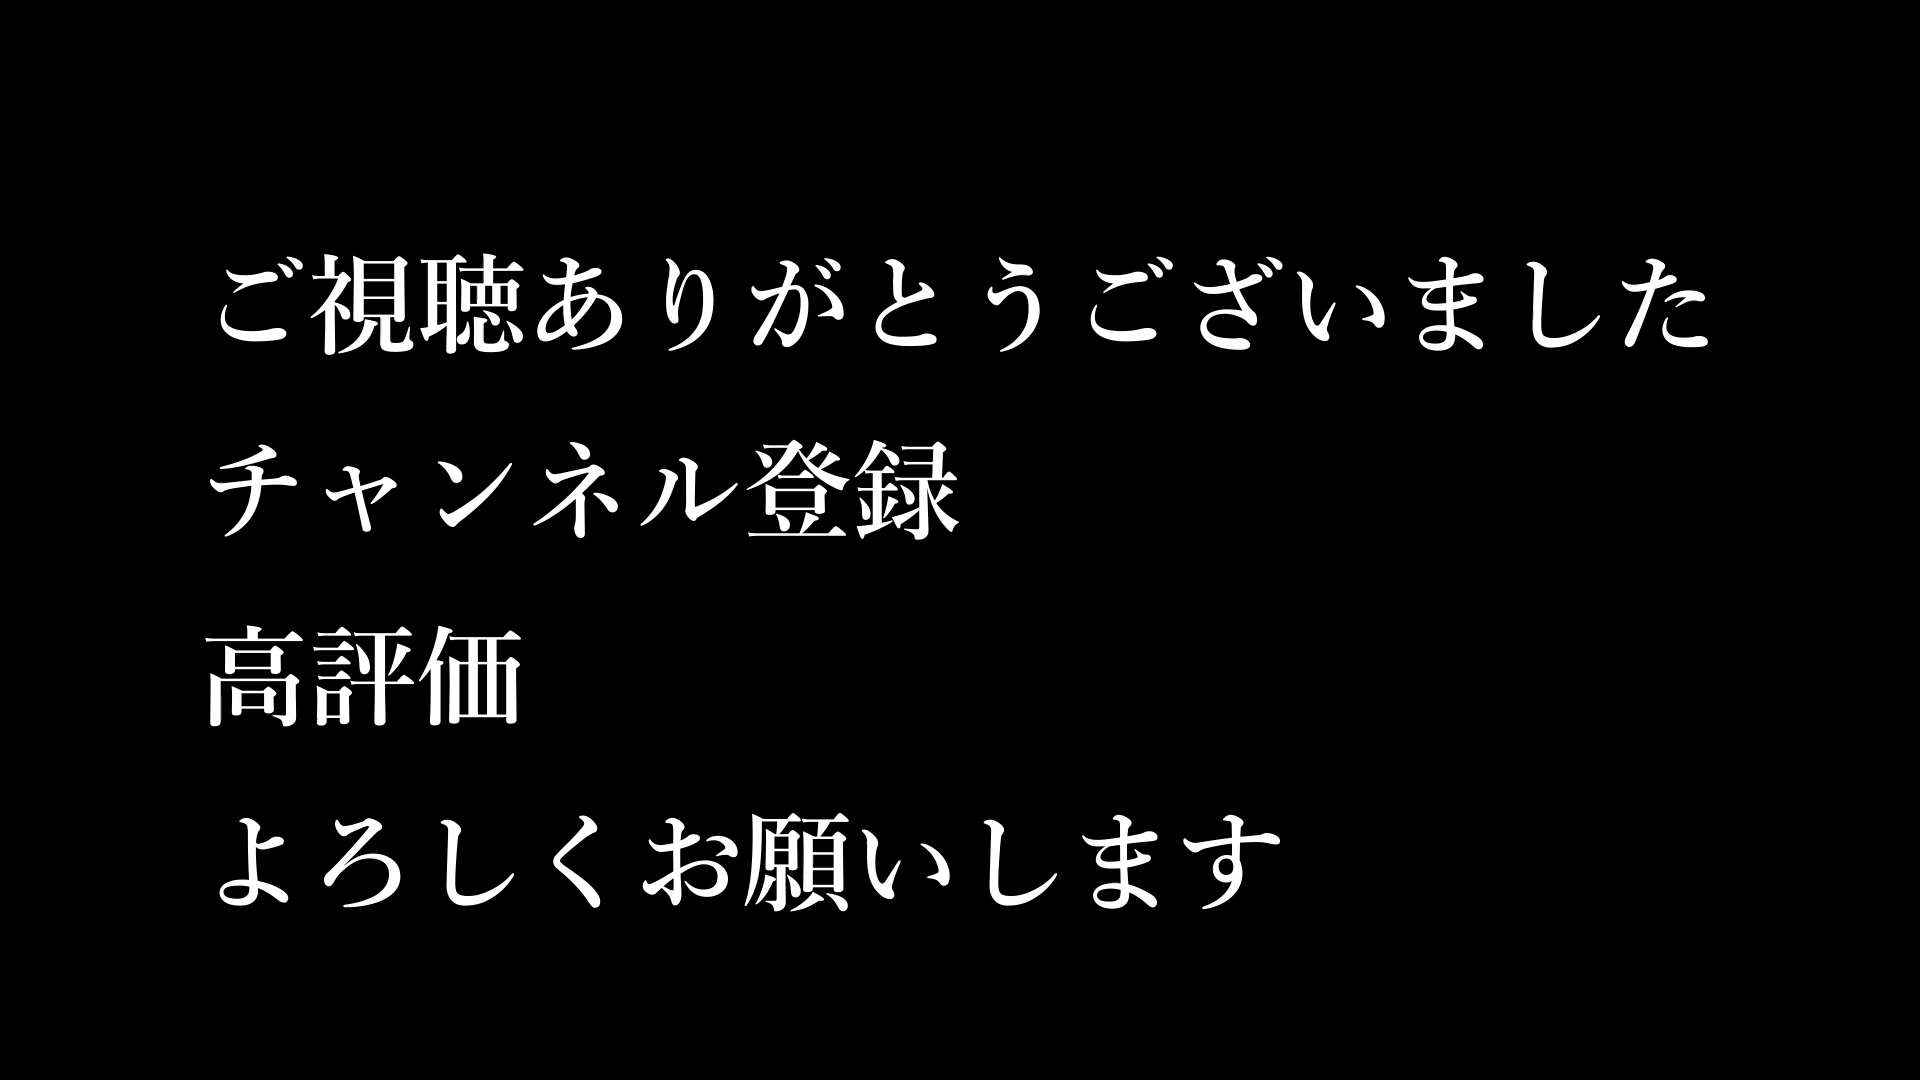 ご視聴ありがとうございました
チャンネル登録
高評価
よろしくお願いします